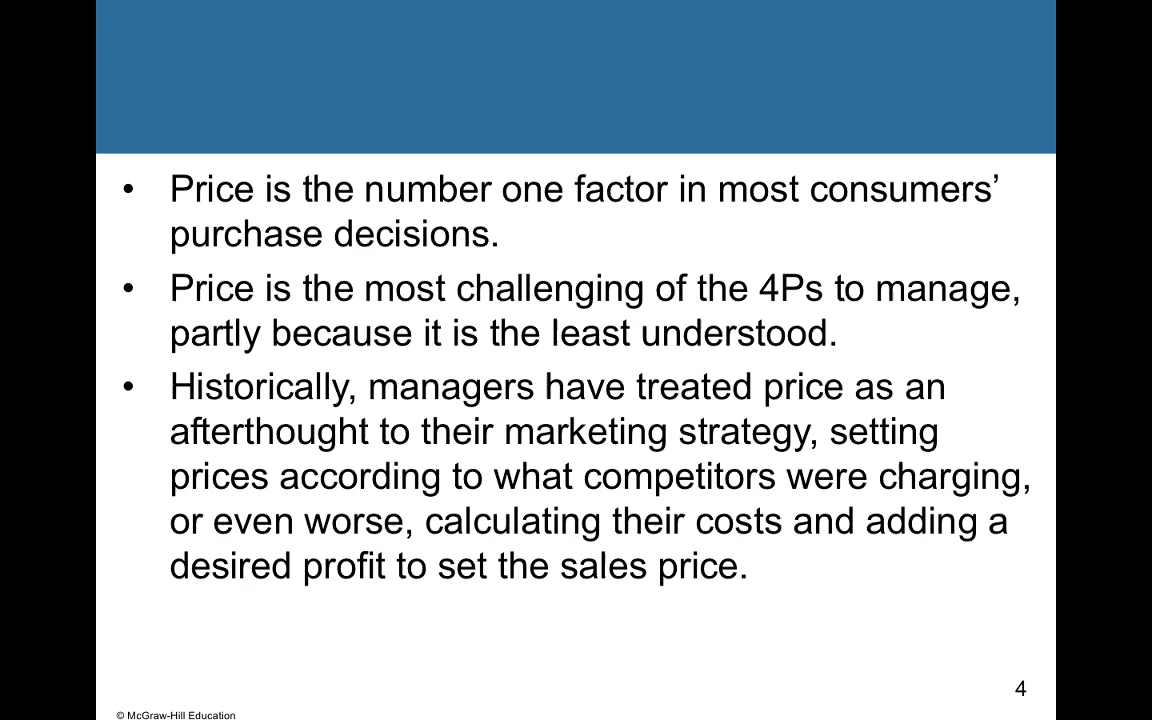 • Price is the number one factor in most consumers’
purchase decisions.
• Price is the most challenging of the 4Ps to manage,
partly because it is the least understood.
• Historically, managers have treated price as an
afterthought to their marketing strategy, setting
prices according to what competitors were charging,
or even worse, calculating their costs and adding a
desired profit to set the sales price.
4
© McGraw-Hill Education